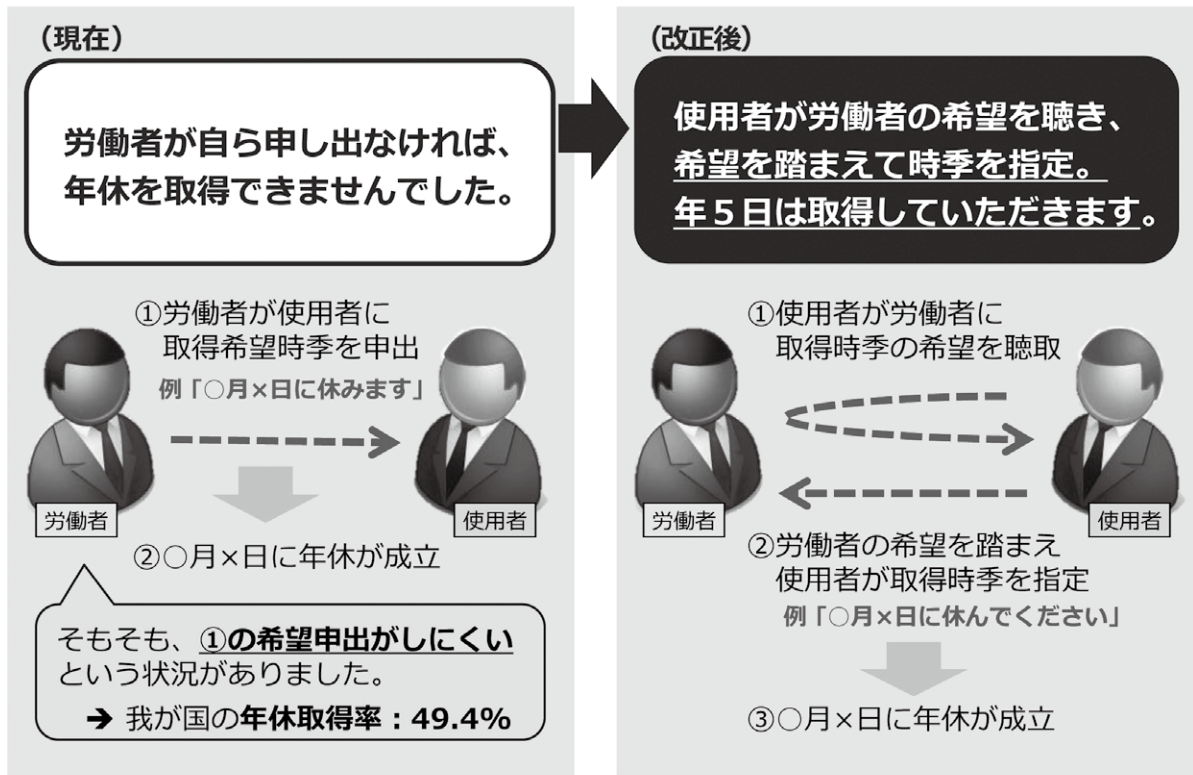 (現在)
労働者が自ら申し出なければ、
年休を取得できませんでした。
①労働者が使用者に
取得希望時季を申出
例「○月×日に休みます」
労働者
使用者
②○月×日に年休が成立
そもそも、①の希望申出がしにくい
という状況がありました。
➔ 我が国の年休取得率：49.4%
(改正後)
使用者が労働者の希望を聴き、
希望を踏まえて時季を指定。
年５日は取得していただきます。
①使用者が労働者に
取得時季の希望を聴取
労働者
使用者
②労働者の希望を踏まえ
使用者が取得時季を指定
例「○月×日に休んでください」
③○月×日に年休が成立